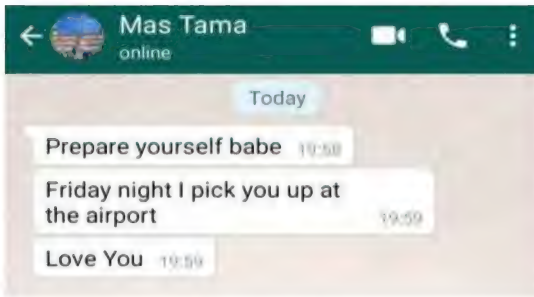 Mas Tama
online
Today
Prepare yourself babe 19:59
Friday night I pick you up at
the airport 19:59
Love You 19:59